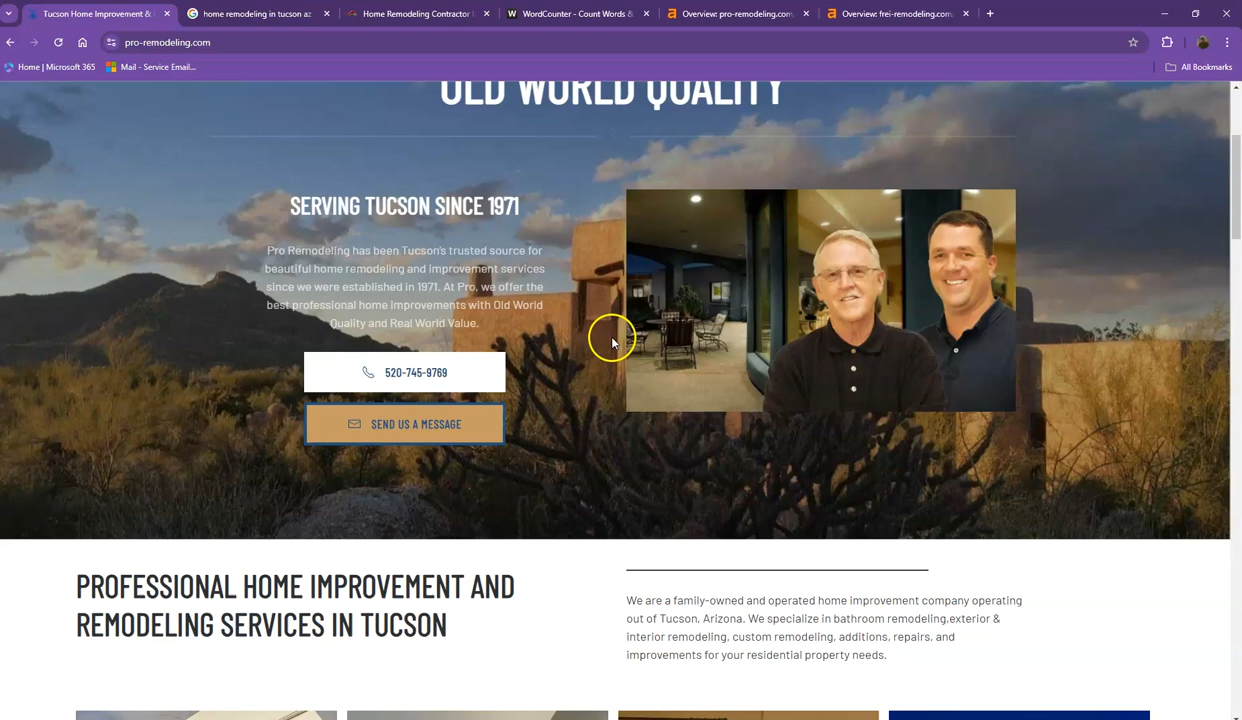 Tucson Home Improvement &
home remodeling in tucson az
Home Remodeling Contractor
WordCounter - Count Words &
Overview: pro-remodeling.com
Overview: frei-remodeling.com
pro-remodeling.com
Home | Microsoft 365
Mail - Service Email...
All Bookmarks
OLD WORLD QUALITY
SERVING TUCSON SINCE 1971
Pro Remodeling has been Tucson's trusted source for
beautiful home remodeling and improvement services
since we were established in 1971. At Pro, we offer the
best professional home improvements with Old World
Quality and Real World Value.
520-745-9769
SEND US A MESSAGE
PROFESSIONAL HOME IMPROVEMENT AND
REMODELING SERVICES IN TUCSON
We are a family-owned and operated home improvement company operating
out of Tucson, Arizona. We specialize in bathroom remodeling,exterior &
interior remodeling, custom remodeling, additions, repairs, and
improvements for your residential property needs.